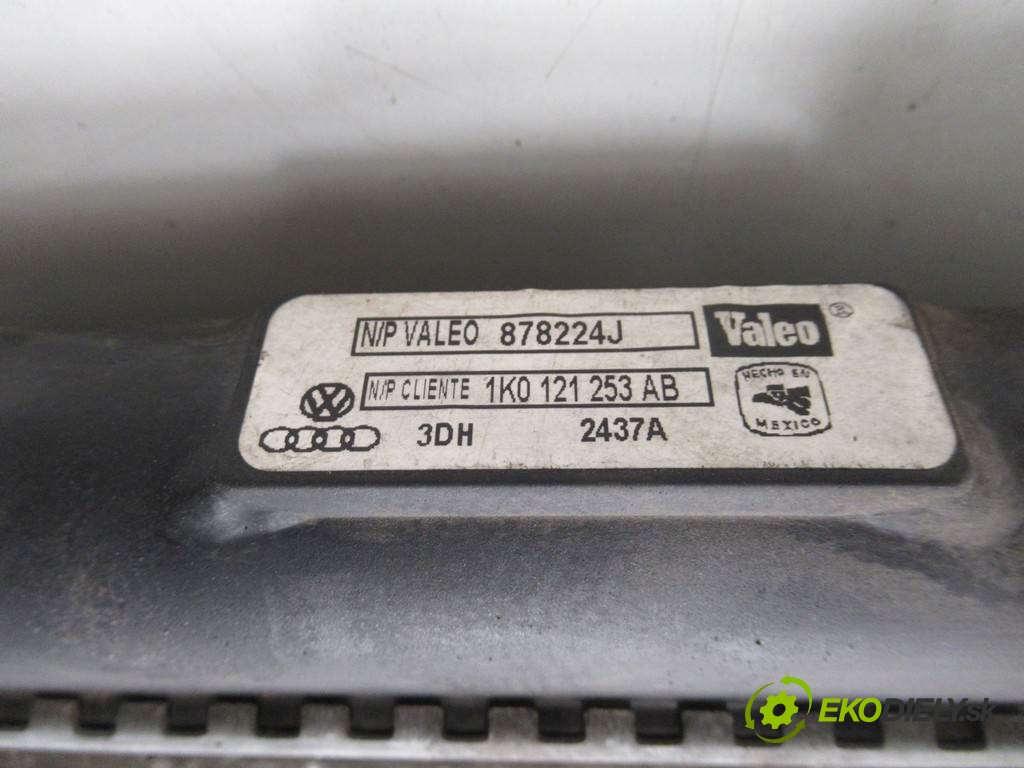 N/P VALEO 878224J
Valeo ®
N/P CLIENTE 1K0 121 253 AB
HECHO EN
MEXICO
3DH 2437A
EKODIELY.sk